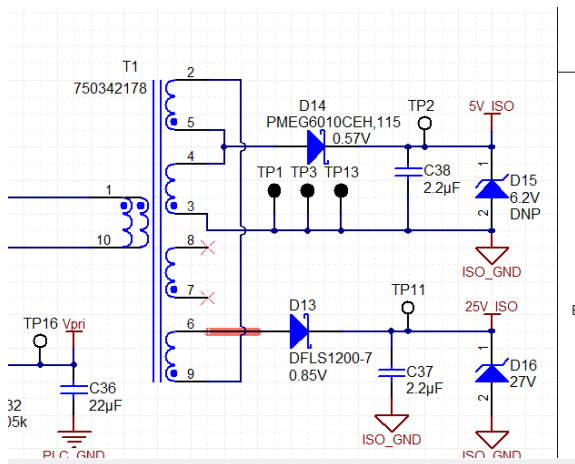 T1
750342178
2
5
4
3
8
7
6
9
1
10
D14
PMEG6010CEH,115
0.57V
TP2
5V_ISO
TP1
TP3
TP13
C38
2.2µF
1
D15
6.2V
2
DNP
ISO_GND
TP11
25V_ISO
D13
DFLS1200-7
0.85V
C37
2.2µF
ISO_GND
1
D16
27V
2
ISO_GND
TP16
Vpri
C36
22µF
32
05k
PLC_GND